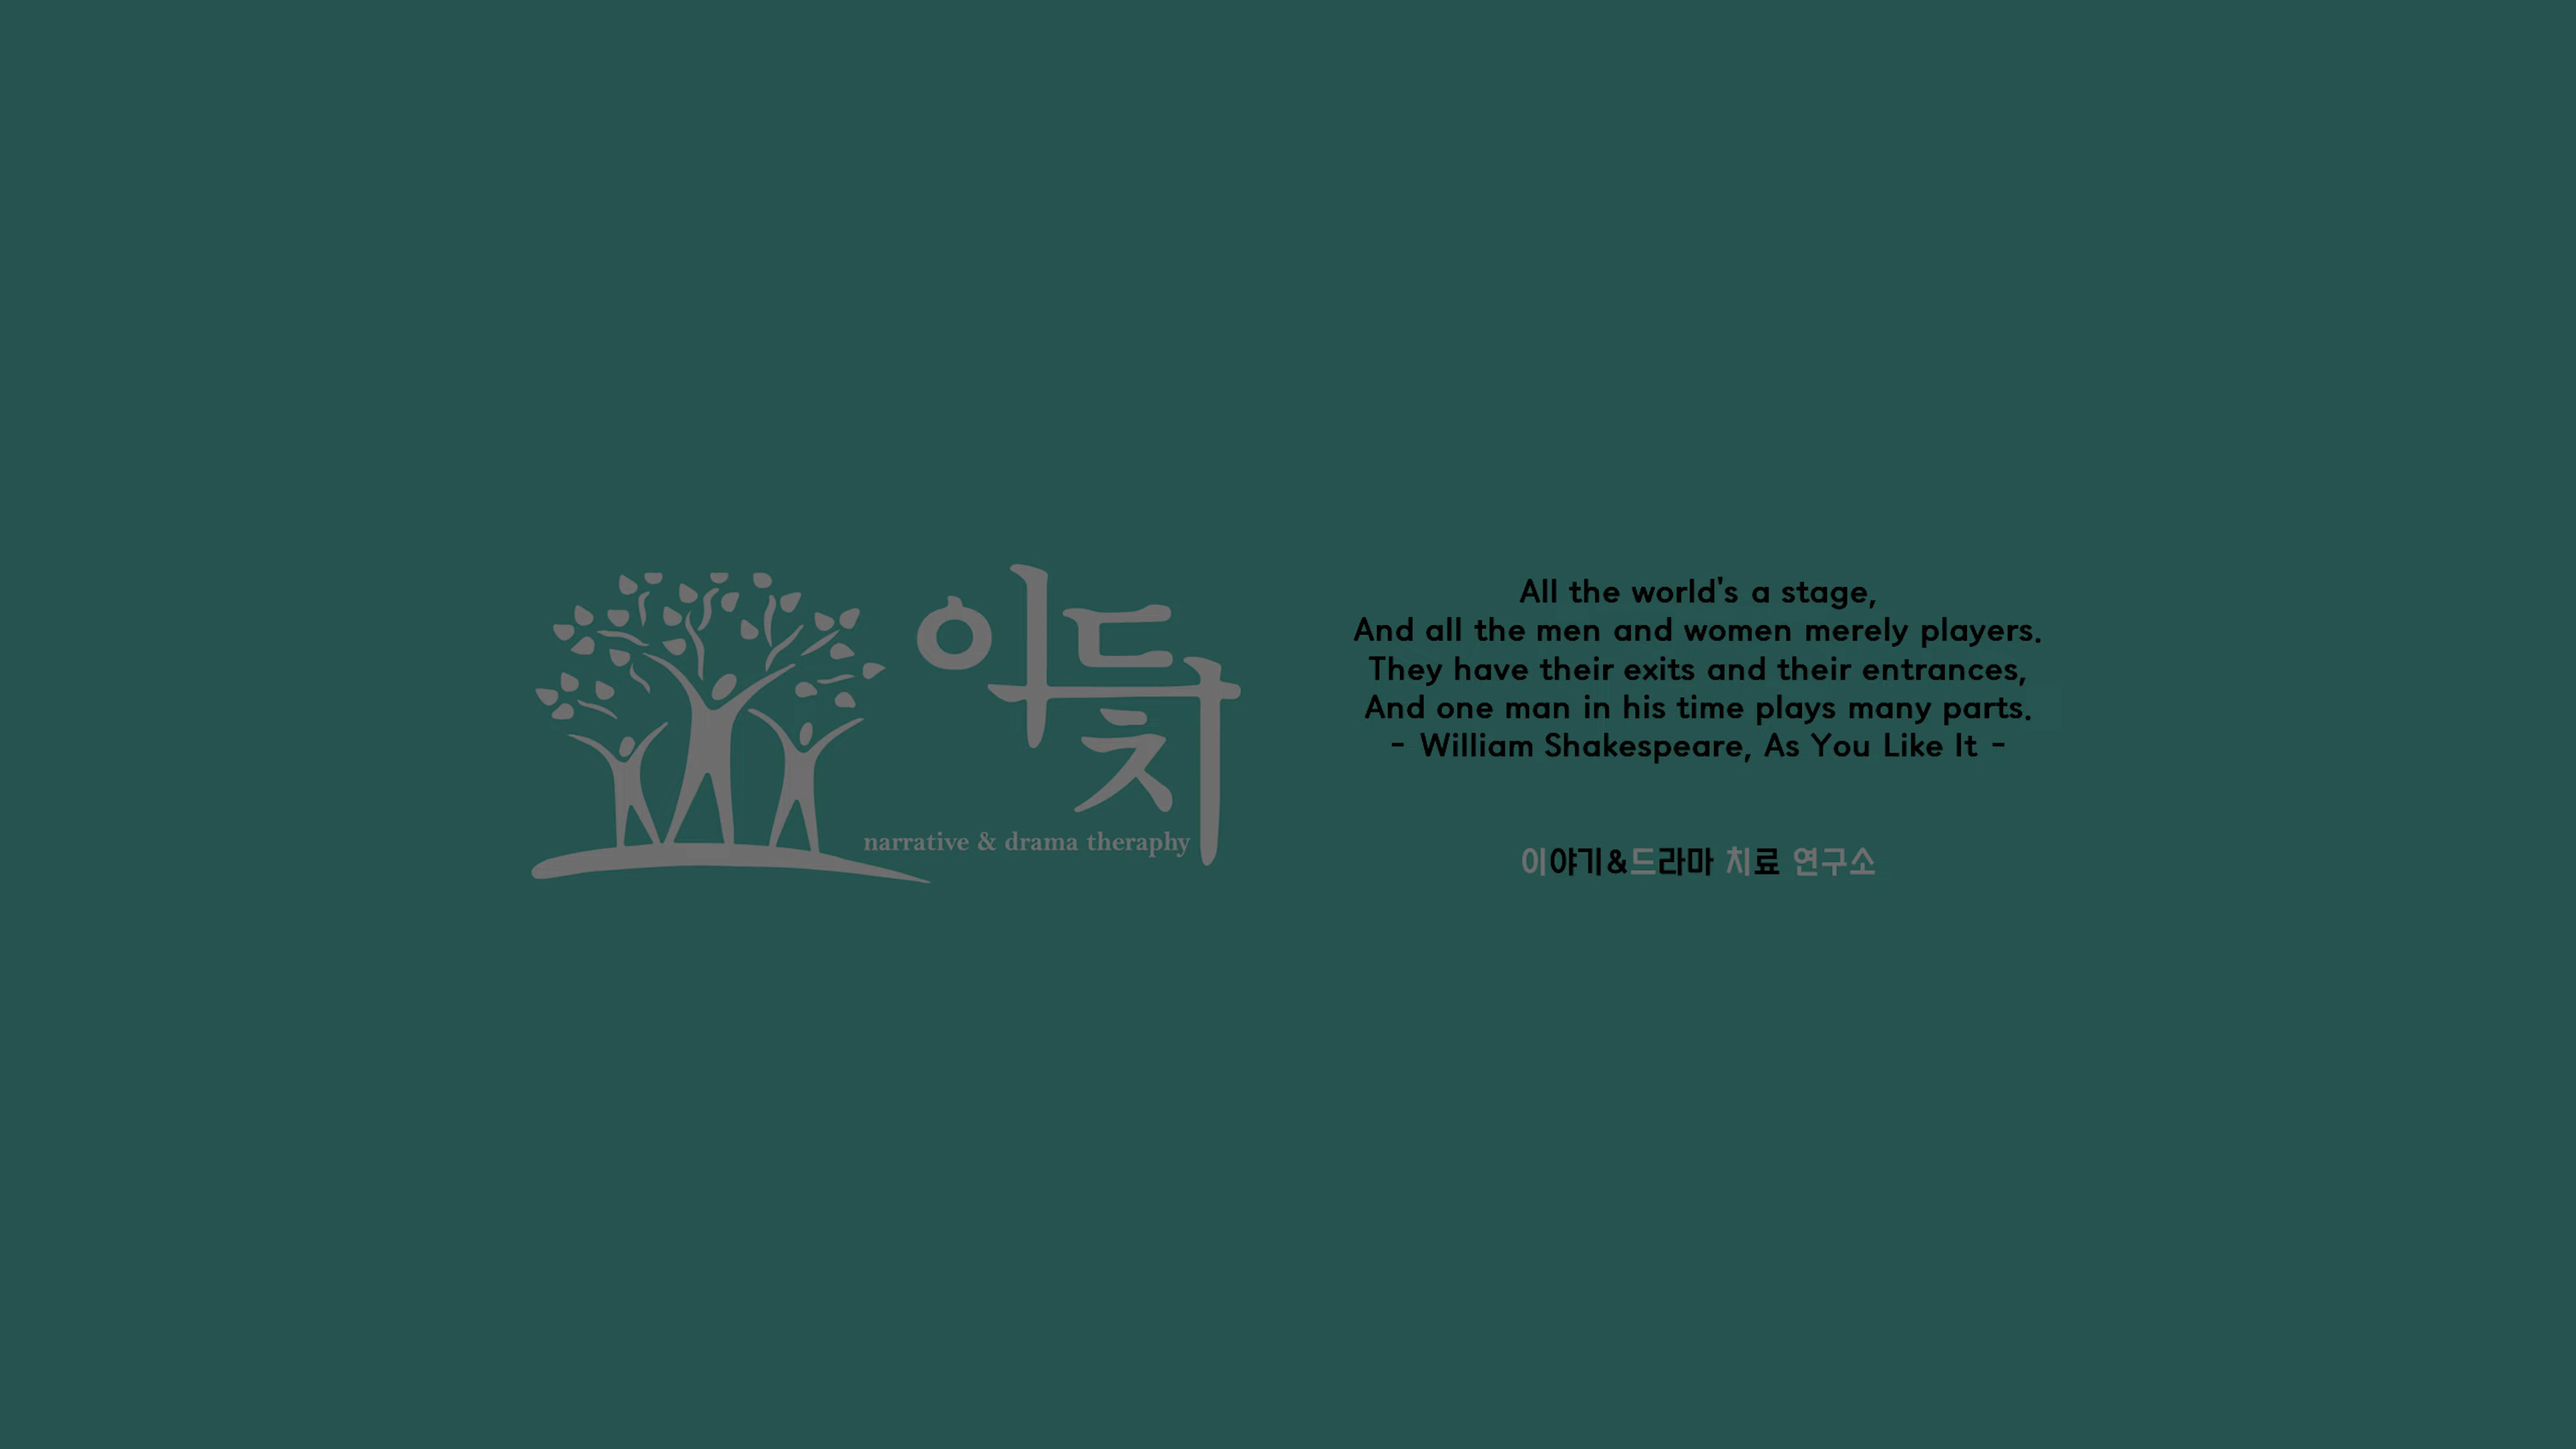 이드치
narrative & drama theraphy
All the world's a stage,
And all the men and women merely players.
They have their exits and their entrances,
And one man in his time plays many parts.
- William Shakespeare, As You Like It -
이야기&드라마 치료 연구소